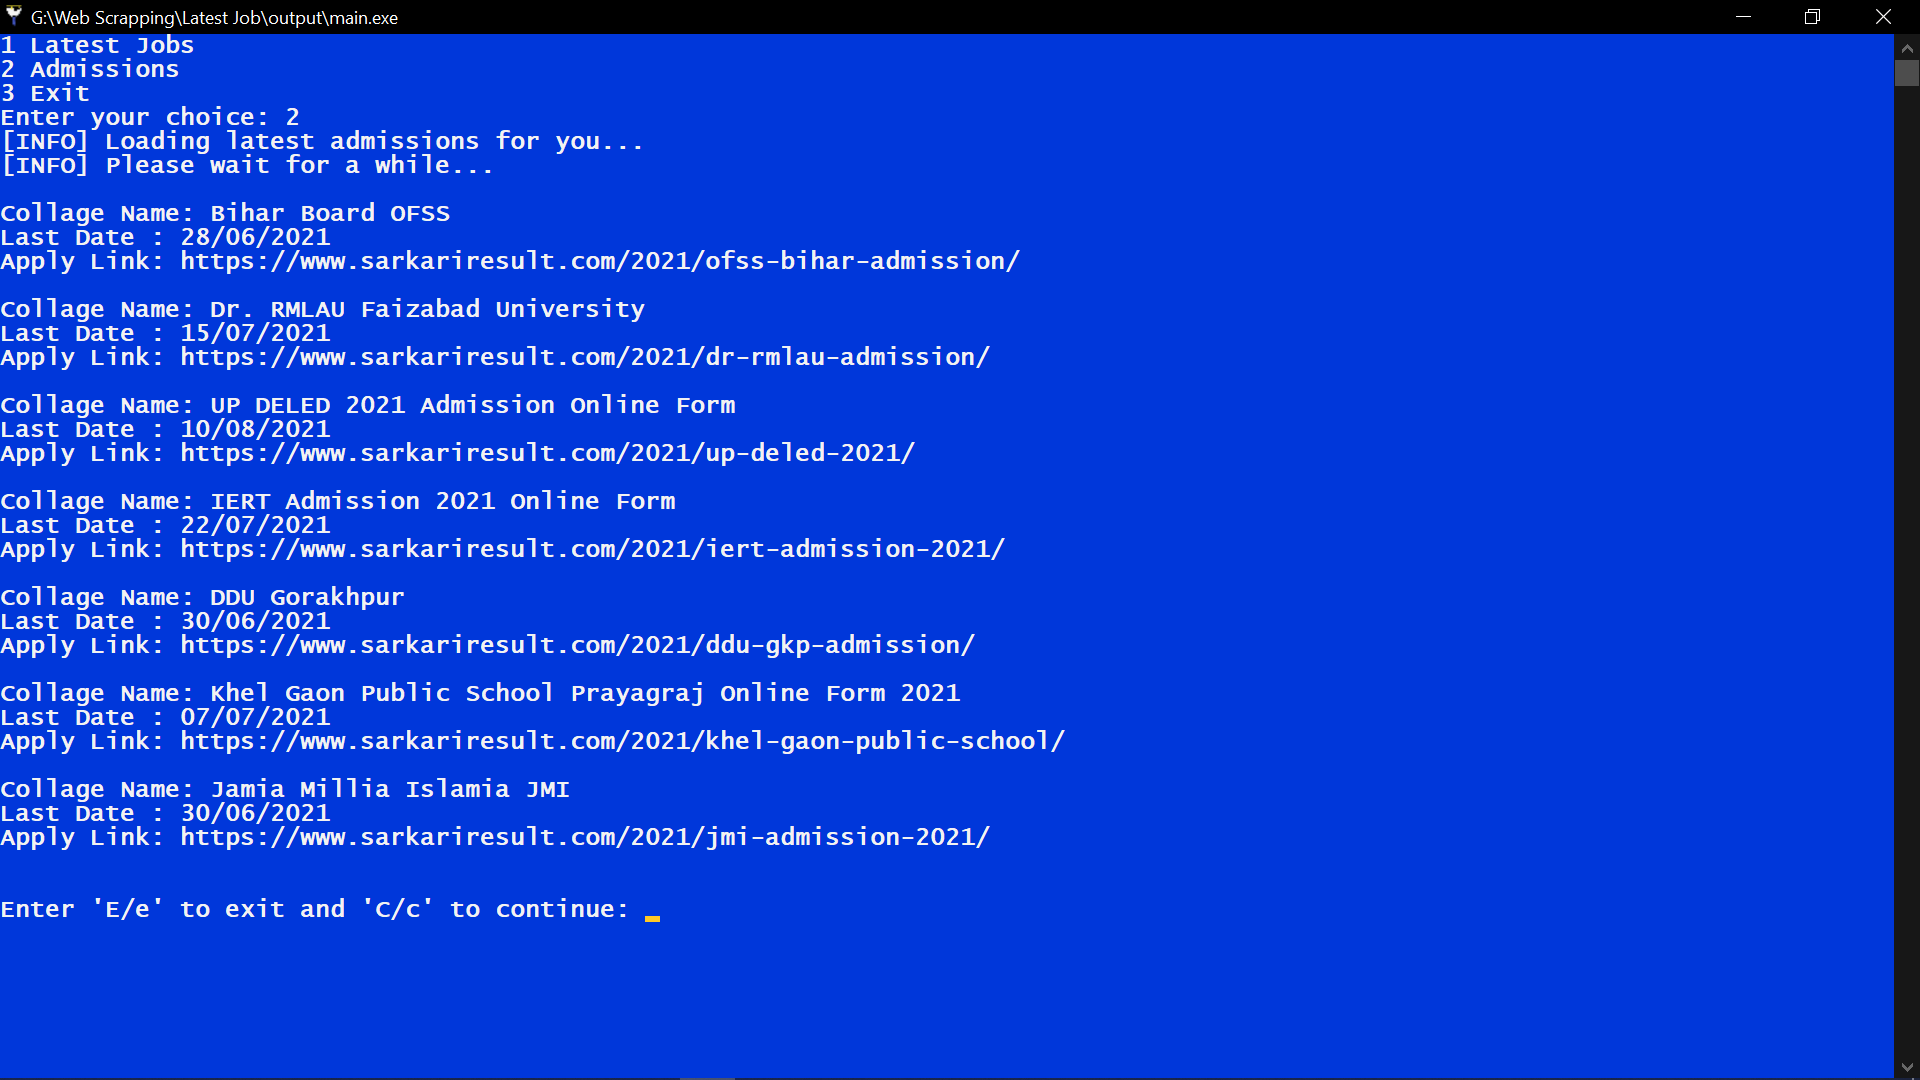 G:\Web Scrapping\Latest Job\output\main.exe
1 Latest Jobs
2 Admissions
3 Exit
Enter your choice: 2
[INFO] Loading latest admissions for you...
[INFO] Please wait for a while...
Collage Name: Bihar Board OFSS
Last Date : 28/06/2021
Apply Link: https://www.sarkariresult.com/2021/ofss-bihar-admission/
Collage Name: Dr. RMLAU Faizabad University
Last Date : 15/07/2021
Apply Link: https://www.sarkariresult.com/2021/dr-rmlau-admission/
Collage Name: UP DELED 2021 Admission Online Form
Last Date : 10/08/2021
Apply Link: https://www.sarkariresult.com/2021/up-deled-2021/
Collage Name: IERT Admission 2021 Online Form
Last Date : 22/07/2021
Apply Link: https://www.sarkariresult.com/2021/iert-admission-2021/
Collage Name: DDU Gorakhpur
Last Date : 30/06/2021
Apply Link: https://www.sarkariresult.com/2021/ddu-gkp-admission/
Collage Name: Khel Gaon Public School Prayagraj Online Form 2021
Last Date : 07/07/2021
Apply Link: https://www.sarkariresult.com/2021/khel-gaon-public-school/
Collage Name: Jamia Millia Islamia JMI
Last Date : 30/06/2021
Apply Link: https://www.sarkariresult.com/2021/jmi-admission-2021/
Enter 'E/e' to exit and 'C/c' to continue: